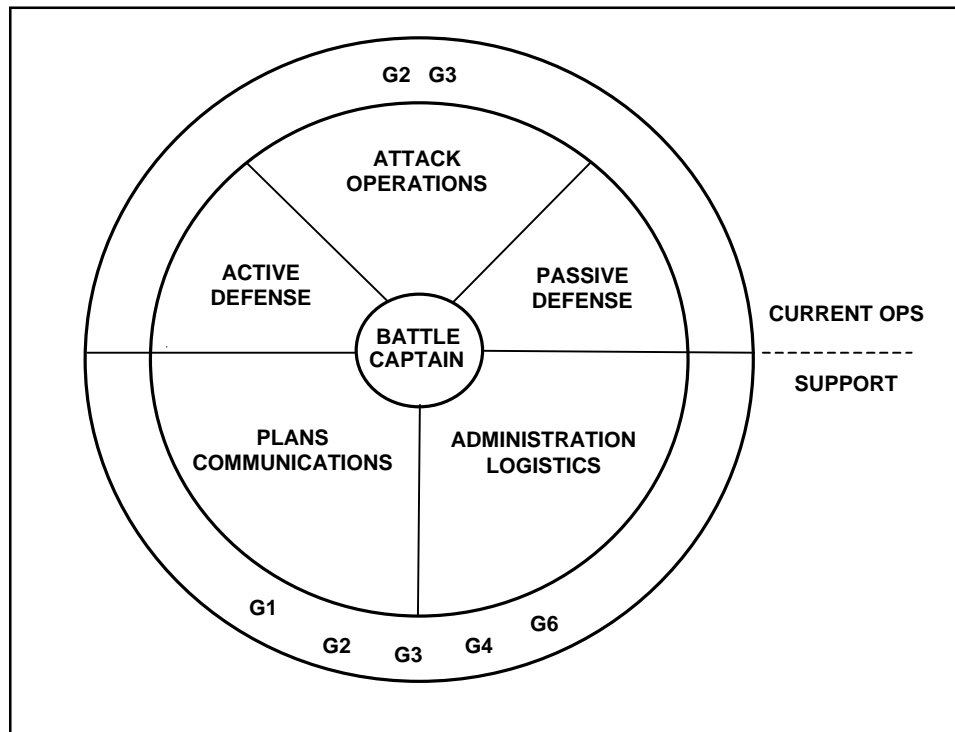 G2 G3
ATTACK
OPERATIONS
ACTIVE
DEFENSE
PASSIVE
DEFENSE
BATTLE
CAPTAIN
CURRENT OPS
SUPPORT
PLANS
COMMUNICATIONS
ADMINISTRATION
LOGISTICS
G1
G2
G3
G4
G6